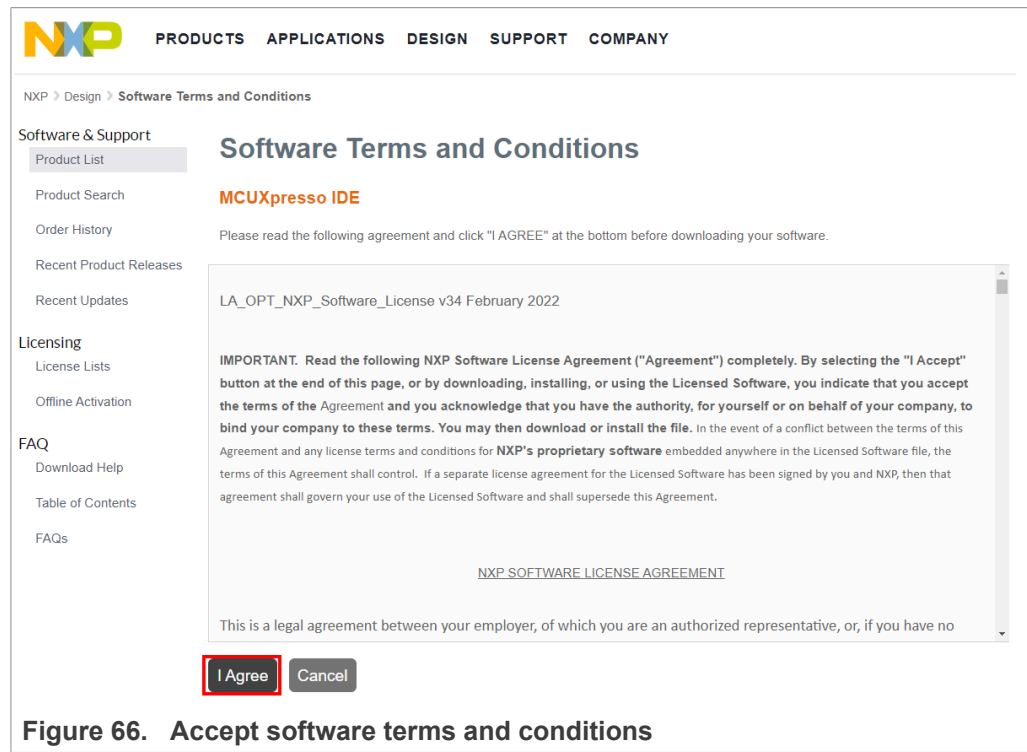 NXP PRODUCTS APPLICATIONS DESIGN SUPPORT COMPANY
NXP > Design > Software Terms and Conditions
Software & Support
Product List
Product Search
Order History
Recent Product Releases
Recent Updates
Licensing
License Lists
Offline Activation
FAQ
Download Help
Table of Contents
FAQs
Software Terms and Conditions
MCUXpresso IDE
Please read the following agreement and click "I AGREE" at the bottom before downloading your software.
LA_OPT_NXP_Software_License v34 February 2022
IMPORTANT. Read the following NXP Software License Agreement ("Agreement") completely. By selecting the "I Accept"
button at the end of this page, or by downloading, installing, or using the Licensed Software, you indicate that you accept
the terms of the Agreement and you acknowledge that you have the authority, for yourself or on behalf of your company, to
bind your company to these terms. You may then download or install the file. In the event of a conflict between the terms of this
Agreement and any license terms and conditions for NXP's proprietary software embedded anywhere in the Licensed Software file, the
terms of this Agreement shall control. If a separate license agreement for the Licensed Software has been signed by you and NXP, then that
agreement shall govern your use of the Licensed Software and shall supersede this Agreement.
NXP SOFTWARE LICENSE AGREEMENT
This is a legal agreement between your employer, of which you are an authorized representative, or, if you have no
I Agree Cancel
Figure 66. Accept software terms and conditions